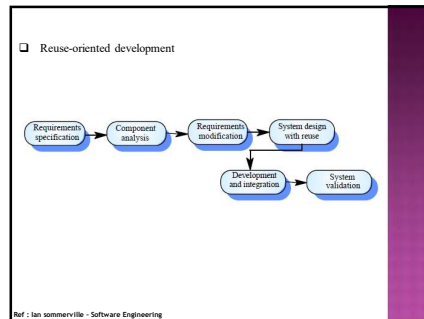 Reuse-oriented development
Requirements
specification
Component
analysis
Requirements
modification
System design
with reuse
Development
and integration
System
validation
Ref : Ian sommerville - Software Engineering